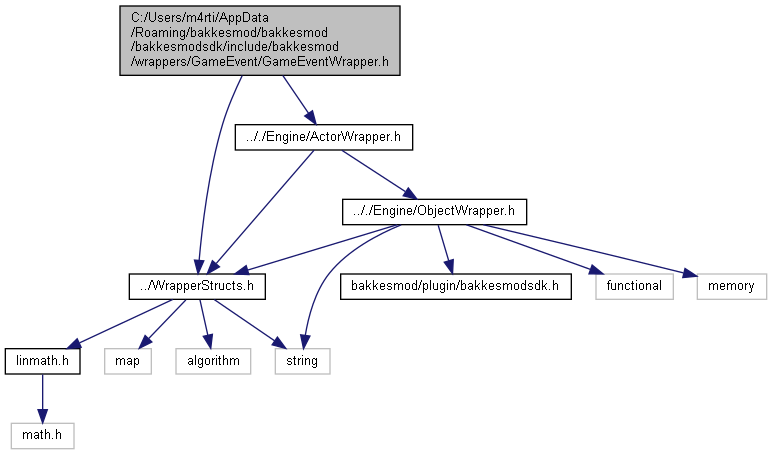 C:/Users/m4rti/AppData
/Roaming/bakkesmod/bakkesmod
/bakkesmodsdk/include/bakkesmod
/wrappers/GameEvent/GameEventWrapper.h
.././Engine/ActorWrapper.h
.././Engine/ObjectWrapper.h
../WrapperStructs.h
bakkesmod/plugin/bakkesmodsdk.h
functional
memory
linmath.h
map
algorithm
string
math.h